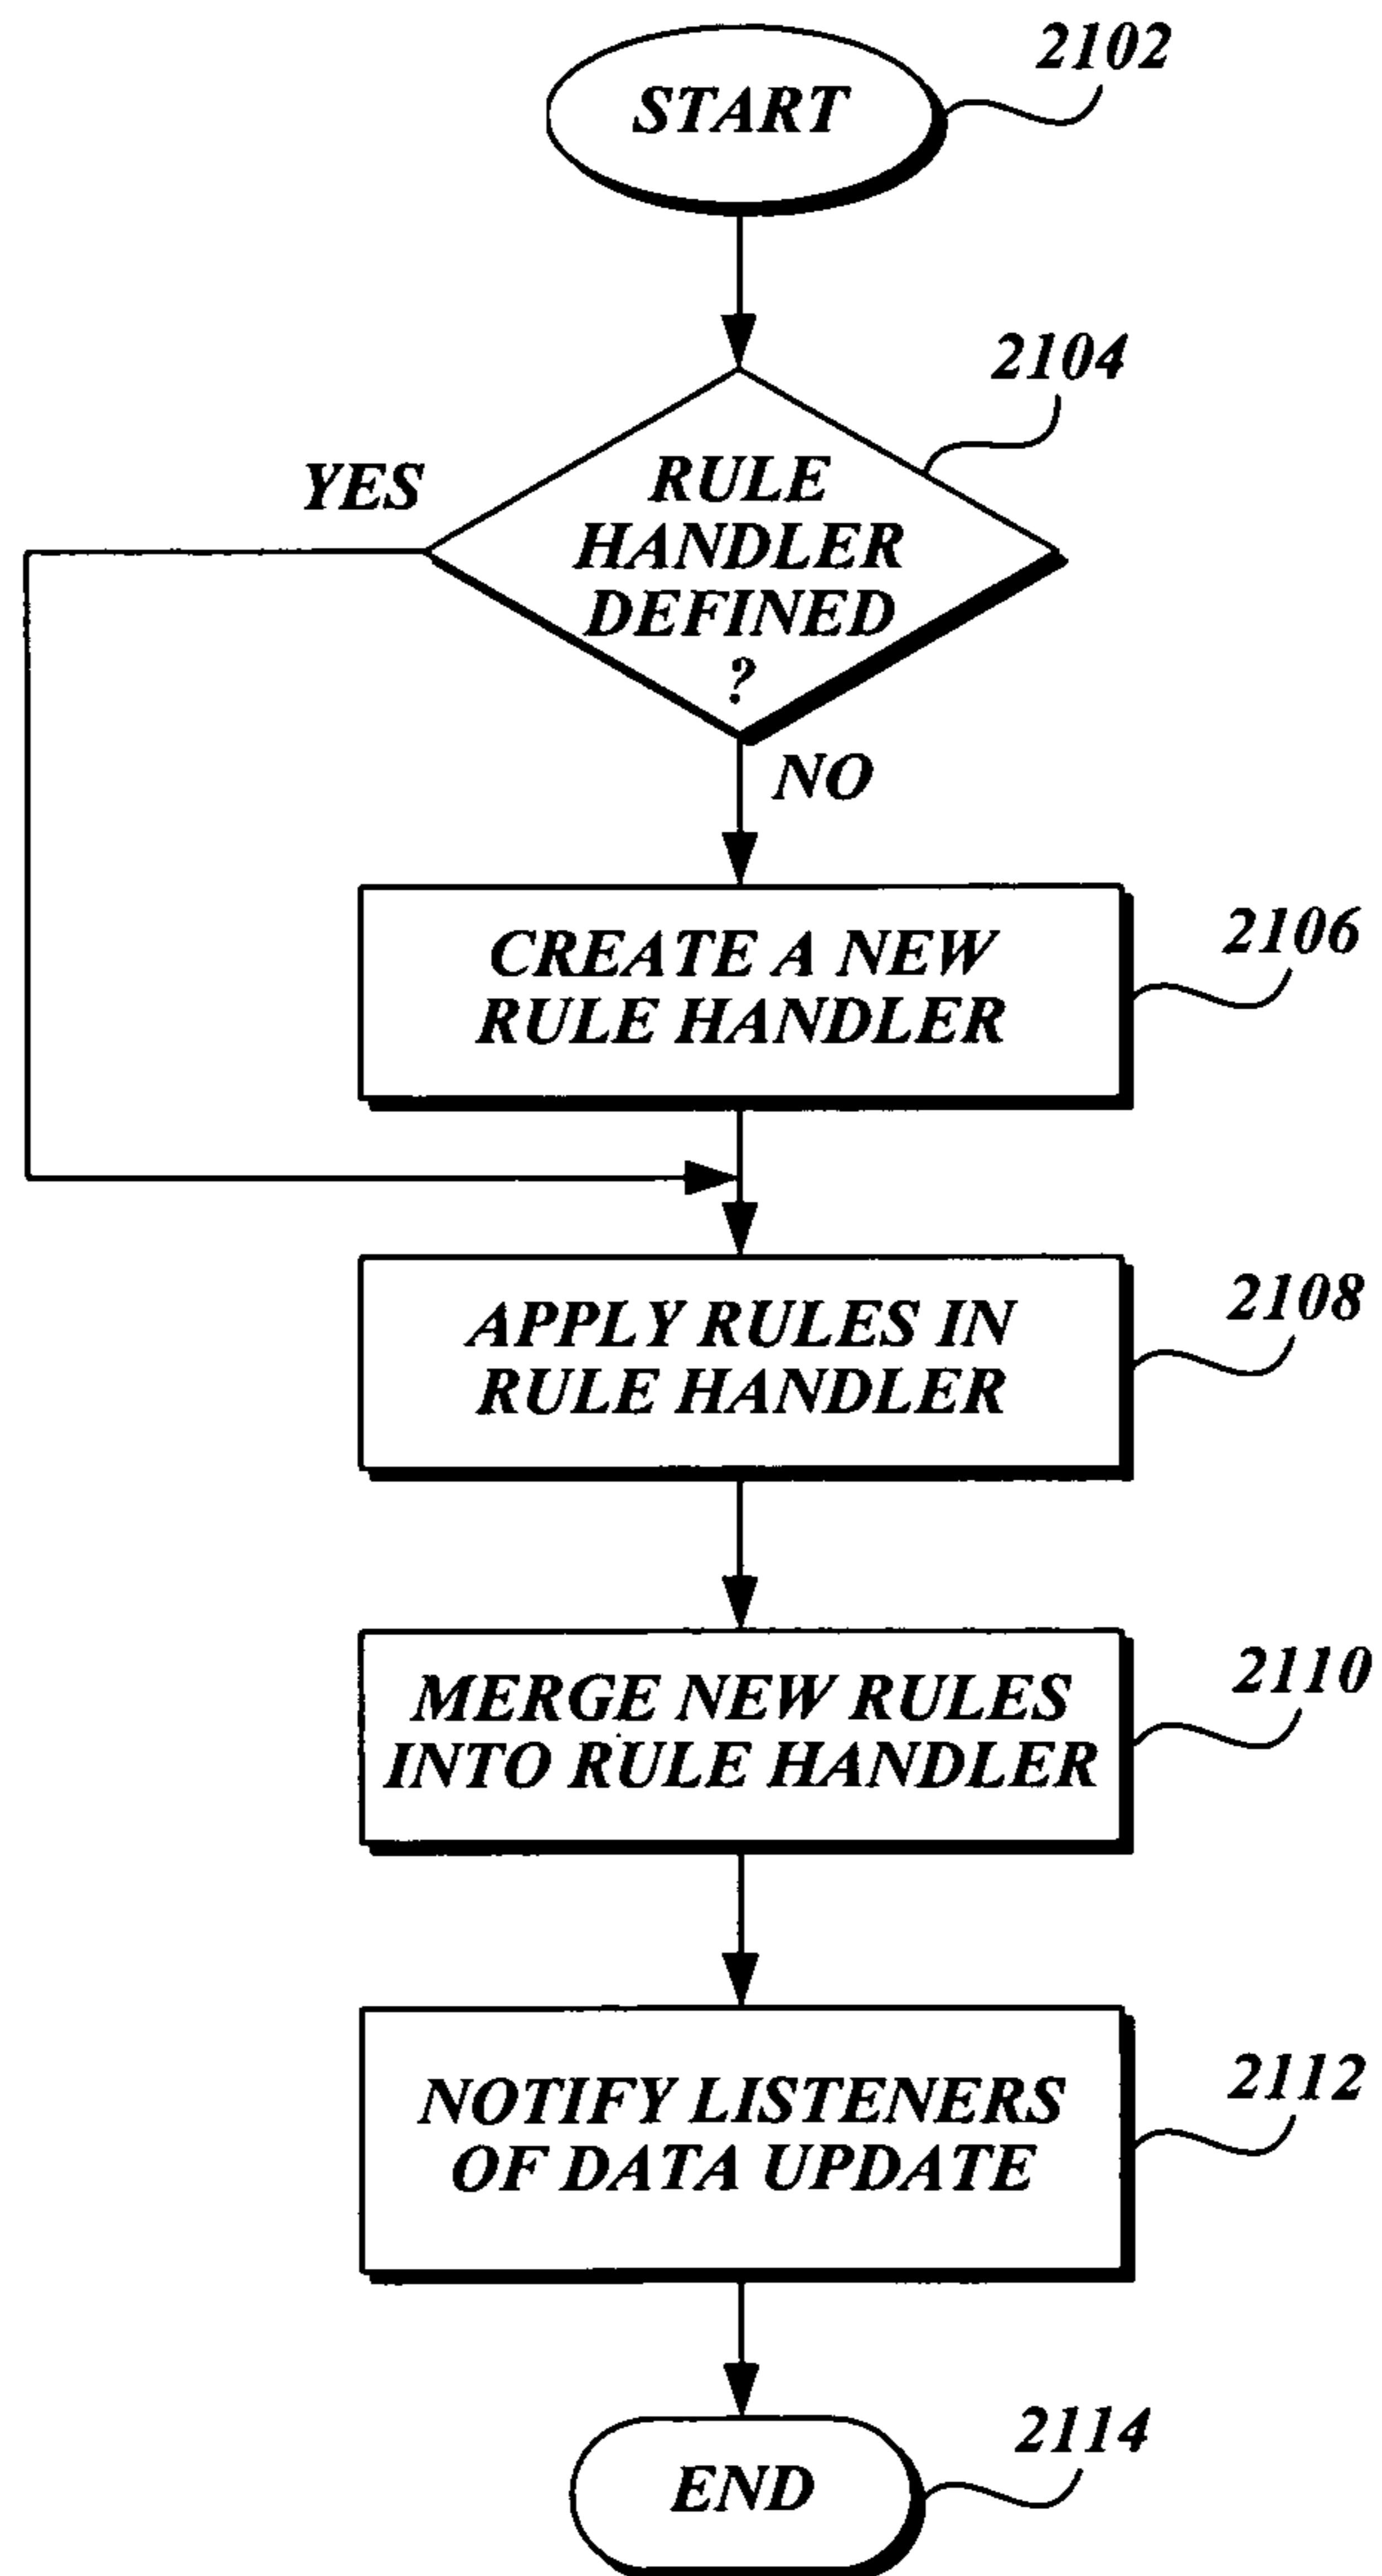 2102
START
2104
YES
RULE
HANDLER
DEFINED
?
NO
2106
CREATE A NEW
RULE HANDLER
2108
APPLY RULES IN
RULE HANDLER
2110
MERGE NEW RULES
INTO RULE HANDLER
2112
NOTIFY LISTENERS
OF DATA UPDATE
2114
END